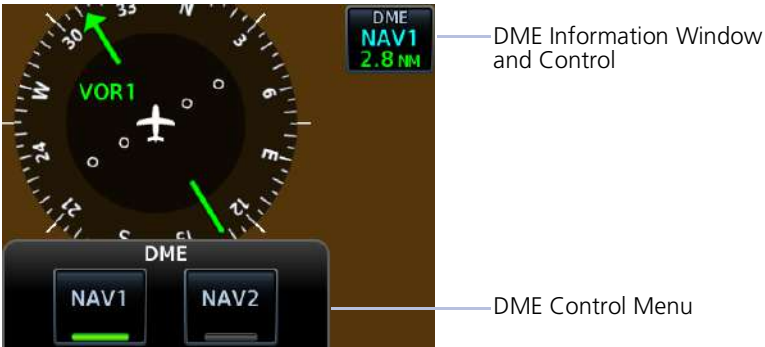 33
N
3
6
E
12
15
S
21
24
W
30
VOR1
DME
NAV1
2.8 NM
DME Information Window
and Control
DME
NAV1
NAV2
DME Control Menu